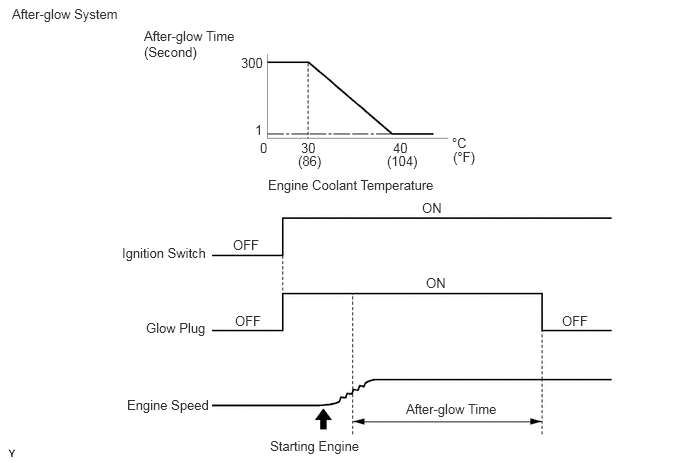 After-glow System
After-glow Time
(Second)
300
1
0
30
(86)
40
(104)
°C
(°F)
Engine Coolant Temperature
ON
Ignition Switch
OFF
ON
Glow Plug
OFF
OFF
Engine Speed
After-glow Time
Starting Engine
Y